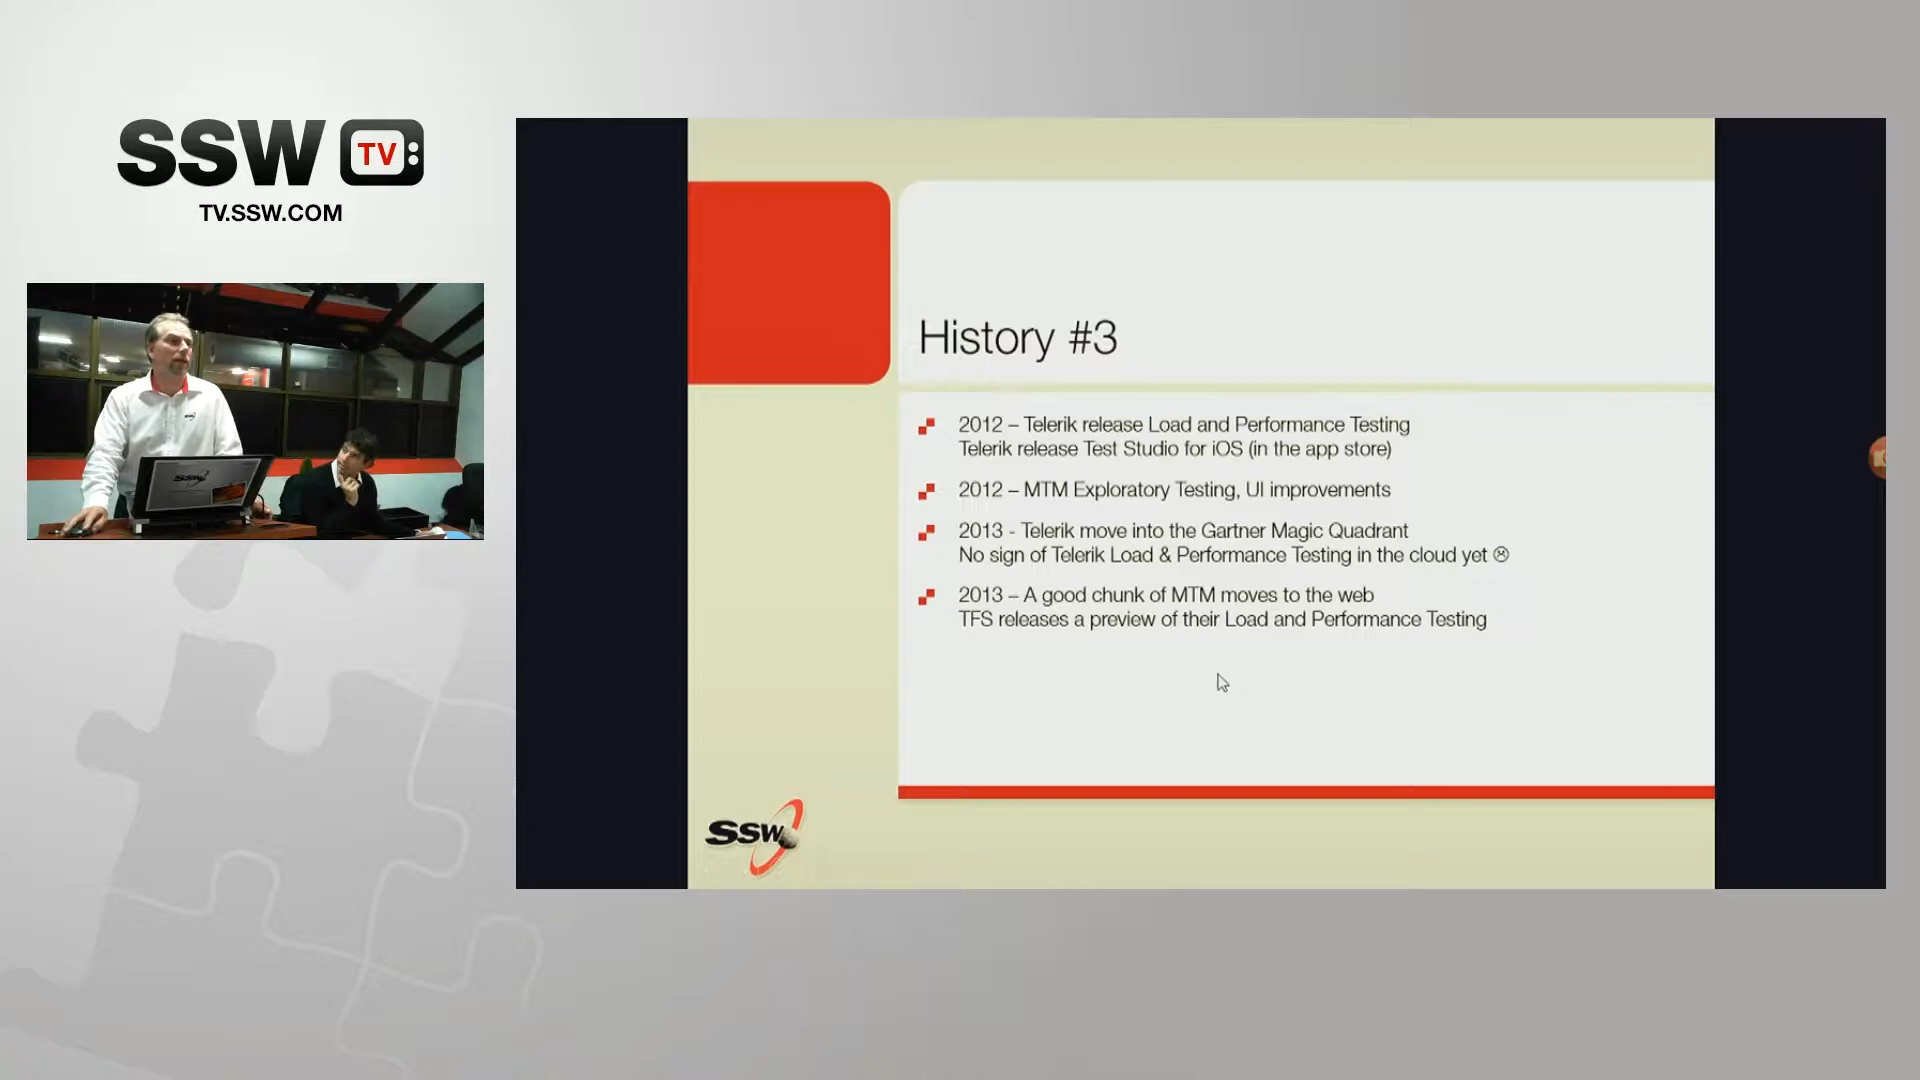 SSW TV:
TV.SSW.COM
SSW
History #3
2012 – Telerik release Load and Performance Testing
Telerik release Test Studio for iOS (in the app store)
2012 – MTM Exploratory Testing, UI improvements
2013 - Telerik move into the Gartner Magic Quadrant
No sign of Telerik Load & Performance Testing in the cloud yet ☹
2013 – A good chunk of MTM moves to the web
TFS releases a preview of their Load and Performance Testing
SSW